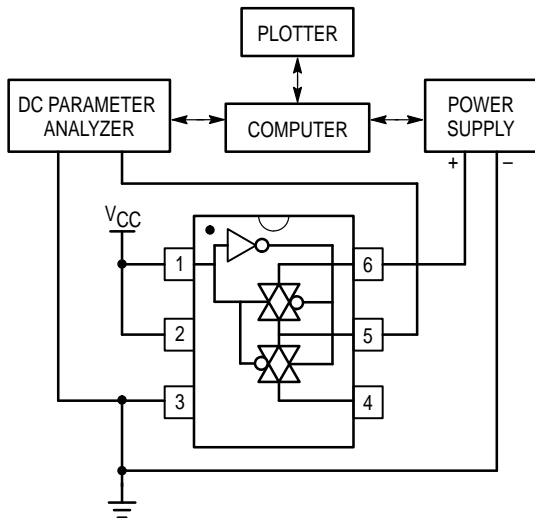 PLOTTER
DC PARAMETER
ANALYZER
COMPUTER
POWER
SUPPLY
+
–
VCC
1
2
3
6
5
4